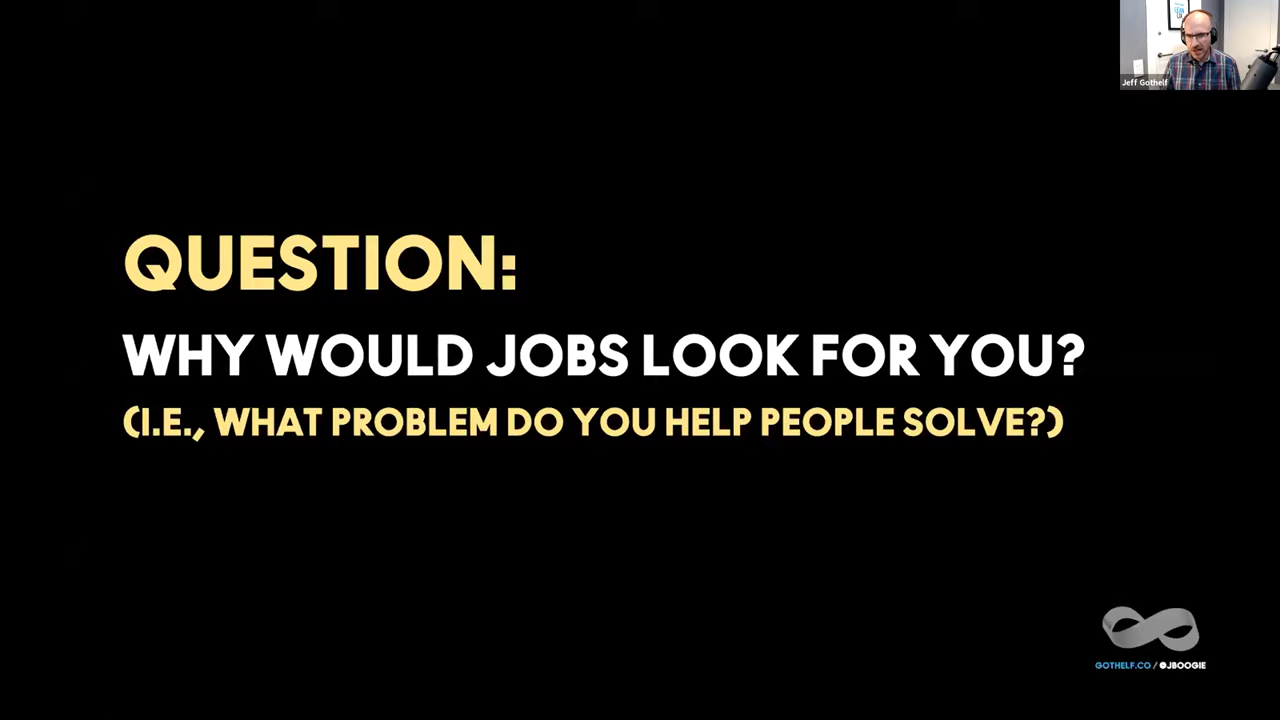 Jeff Gothelf
QUESTION:
WHY WOULD JOBS LOOK FOR YOU?
(I.E., WHAT PROBLEM DO YOU HELP PEOPLE SOLVE?)
GOTHELF.CO / @JBOOGIE